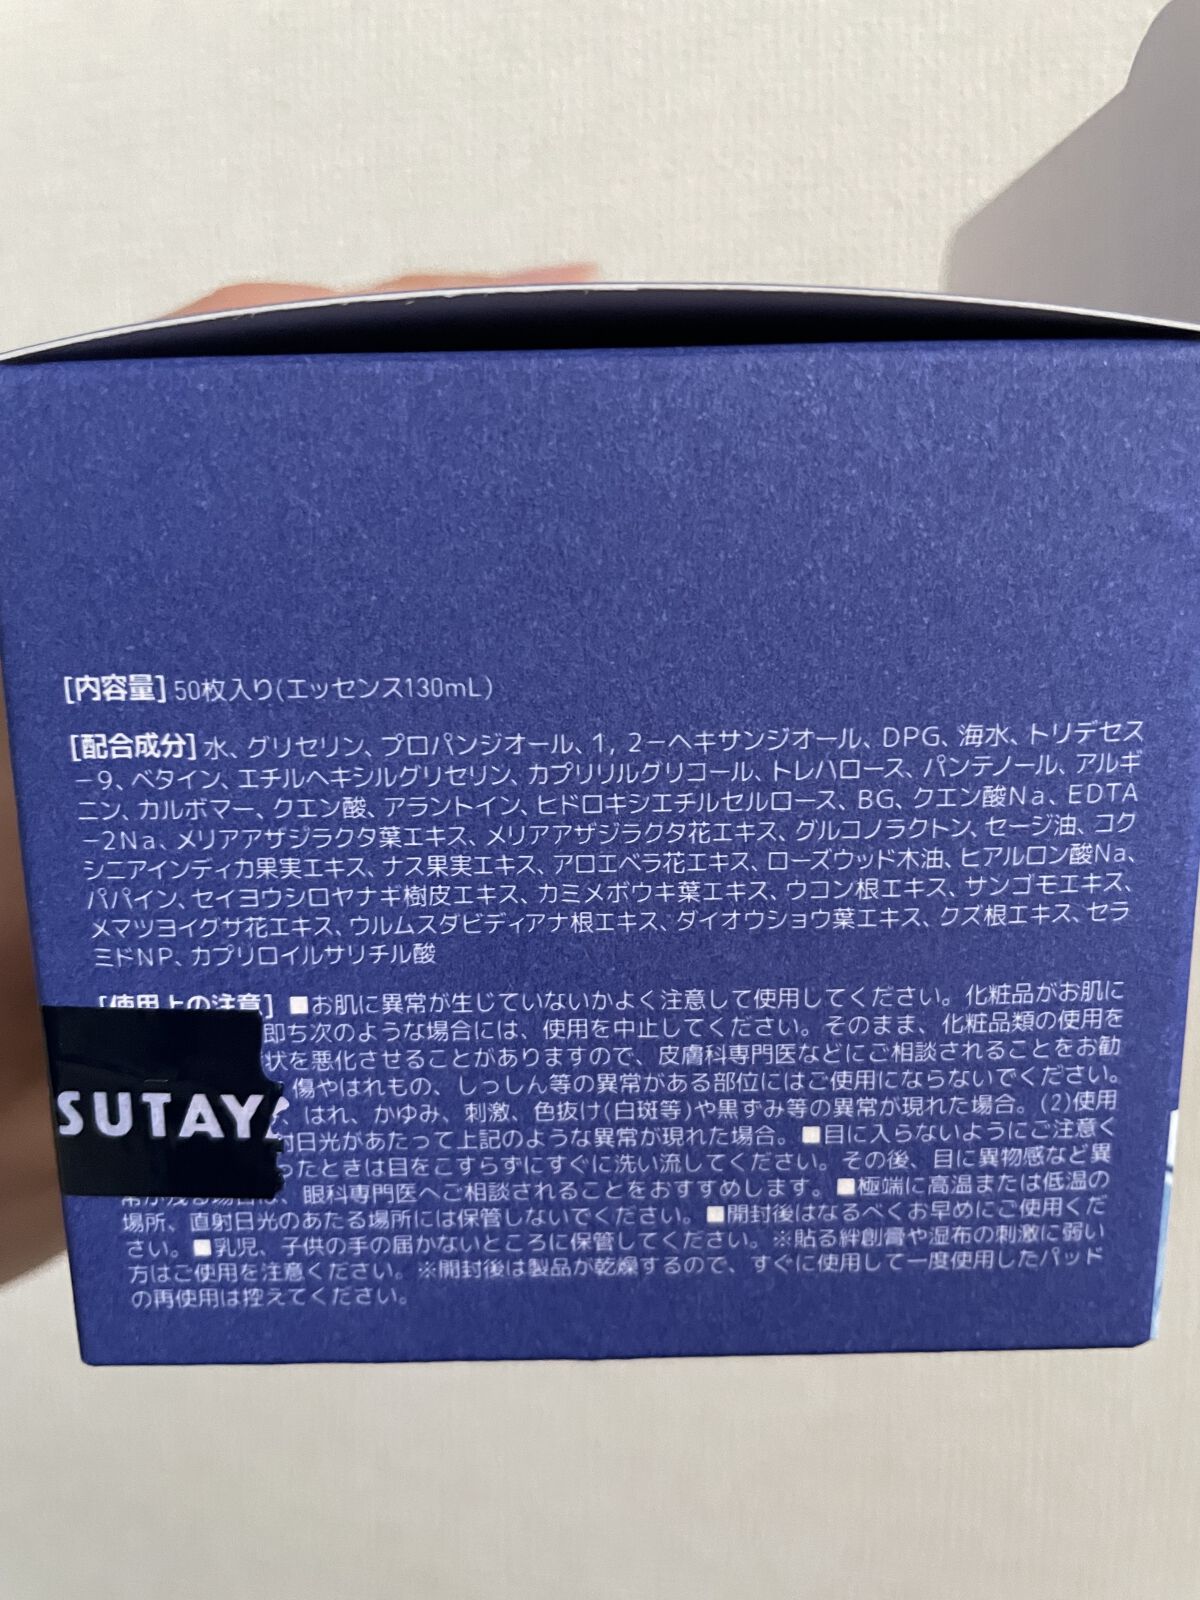 [内容量] 50枚入り(エッセンス130mL)
[配合成分] 水、グリセリン、プロパンジオール、1, 2－ヘキサンジオール、DPG、海水、トリデセス
－9、ベタイン、エチルヘキシルグリセリン、カプリリルグリコール、トレハロース、パンテノール、アルギ
ニン、カルボマー、クエン酸、アラントイン、ヒドロキシエチルセルロース、BG、クエン酸Na、EDTA
－2Na、メリアアザジラクタ葉エキス、メリアアザジラクタ花エキス、グルコノラクトン、セージ油、コク
シニアインディカ果実エキス、ナス果実エキス、アロエベラ花エキス、ローズウッド木油、ヒアルロン酸Na、
パパイン、セイヨウシロヤナギ樹皮エキス、カミメボウキ葉エキス、ウコン根エキス、サンゴモエキス、
メマツヨイグサ花エキス、ウルムスダビディアナ根エキス、ダイオウショウ葉エキス、クズ根エキス、セラ
ミドNP、カプリロイルサリチル酸
[使用上の注意] ■お肌に異常が生じていないかよく注意して使用してください。化粧品がお肌に
即ち次のような場合には、使用を中止してください。そのまま、化粧品類の使用を
状を悪化させることがありますので、皮膚科専門医などにご相談されることをお勧
傷やはれもの、しっしん等の異常がある部位にはご使用にならないでください。
SUTAY
はれ、かゆみ、刺激、色抜け(白斑等)や黒ずみ等の異常が現れた場合。(2)使用
射日光があたって上記のような異常が現れた場合。■目に入らないようにご注意く
ったときは目をこすらずにすぐに洗い流してください。その後、目に異物感など異
常が残る場合は、眼科専門医へご相談されることをおすすめします。■極端に高温または低温の
場所、直射日光のあたる場所には保管しないでください。■開封後はなるべくお早めにご使用くだ
さい。■乳児、子供の手の届かないところに保管してください。※貼る絆創膏や湿布の刺激に弱い
方はご使用を注意ください。※開封後は製品が乾燥するので、すぐに使用して一度使用したパッド
の再使用は控えてください。